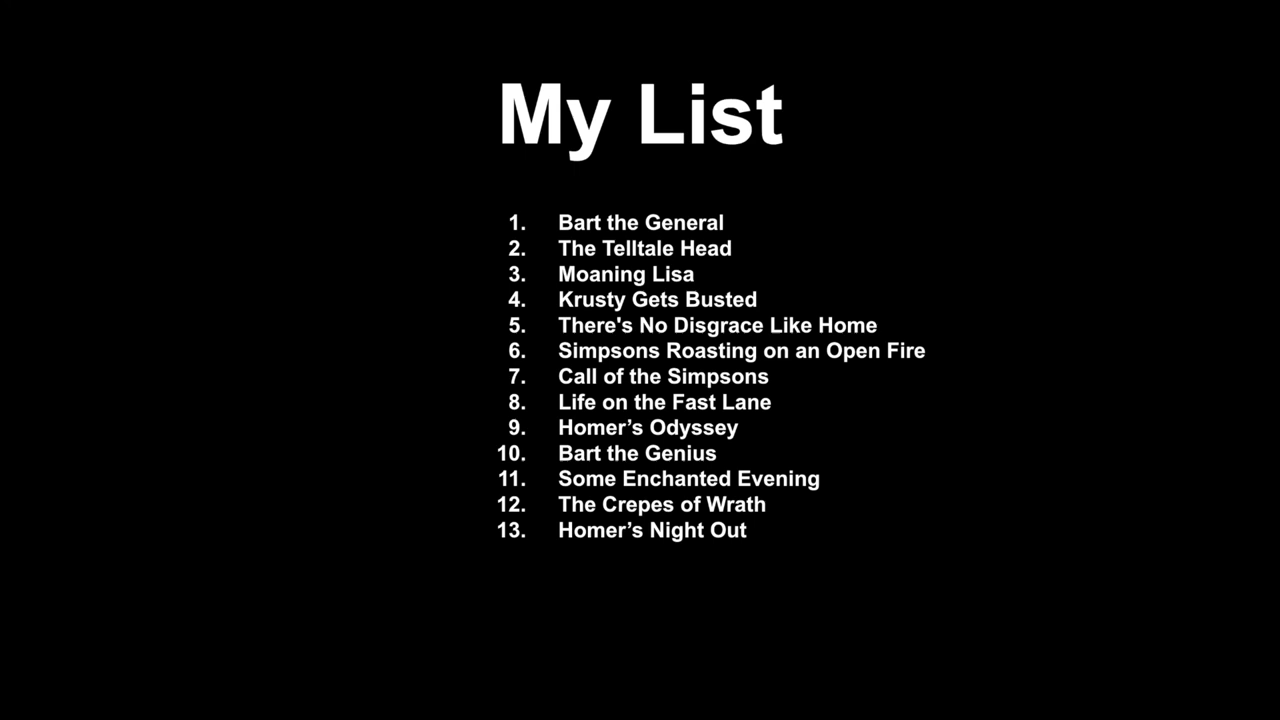 My List
1. Bart the General
2. The Telltale Head
3. Moaning Lisa
4. Krusty Gets Busted
5. There's No Disgrace Like Home
6. Simpsons Roasting on an Open Fire
7. Call of the Simpsons
8. Life on the Fast Lane
9. Homer’s Odyssey
10. Bart the Genius
11. Some Enchanted Evening
12. The Crepes of Wrath
13. Homer’s Night Out